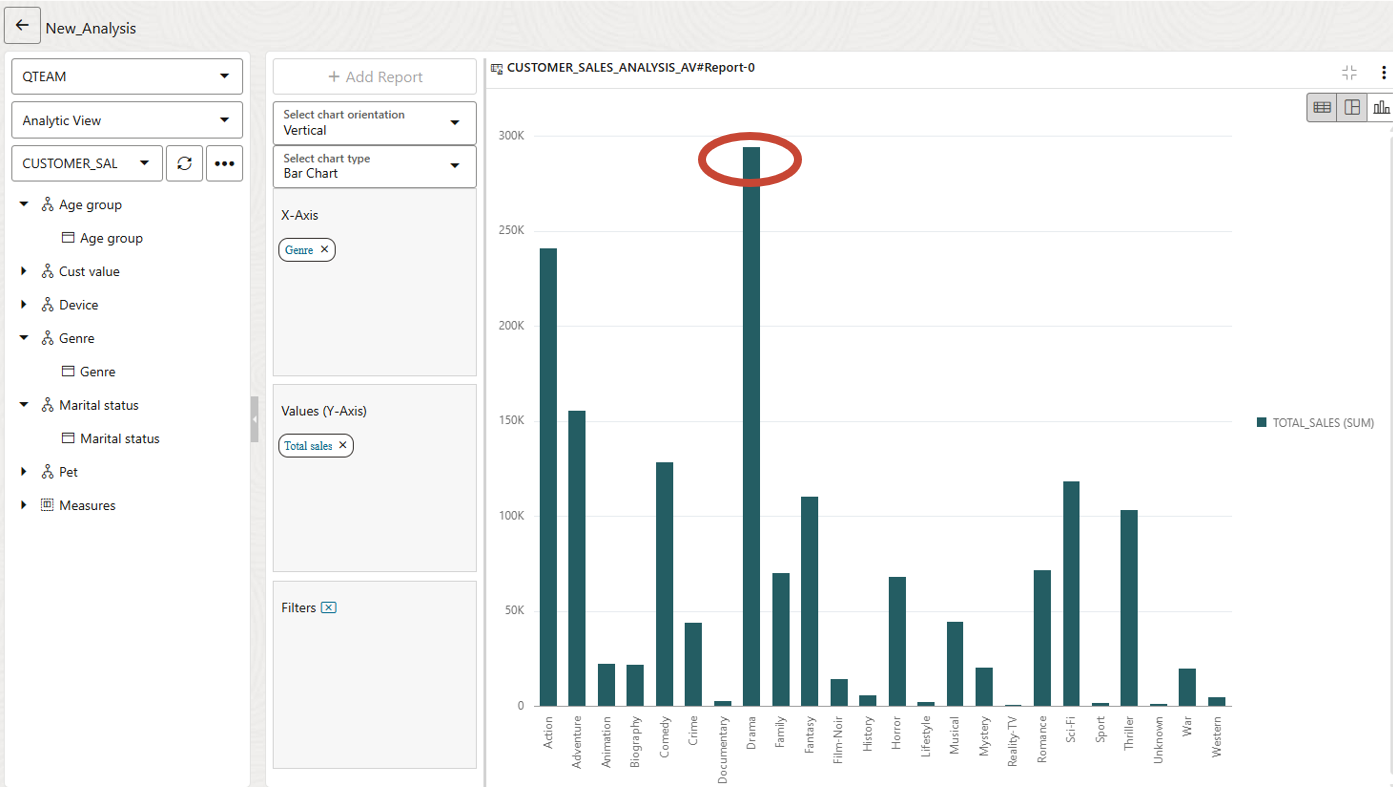 New_Analysis
QTEAM
Analytic View
CUSTOMER_SAL
Age group
Age group
Cust value
Device
Genre
Genre
Marital status
Marital status
Pet
Measures
+ Add Report
Select chart orientation
Vertical
Select chart type
Bar Chart
X-Axis
Genre
Values (Y-Axis)
Total sales
Filters
CUSTOMER_SALES_ANALYSIS_AV#Report-0
300K
250K
200K
150K
100K
50K
0
Action
Adventure
Animation
Biography
Comedy
Crime
Documentary
Drama
Family
Fantasy
Film-Noir
History
Horror
Lifestyle
Musical
Mystery
Reality-TV
Romance
Sci-Fi
Sport
Thriller
Unknown
War
Western
TOTAL_SALES (SUM)